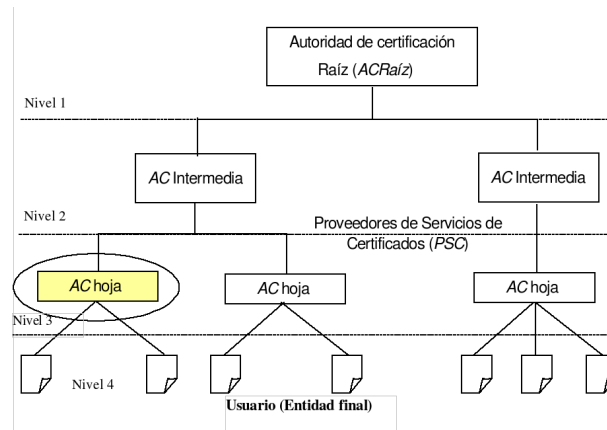 Autoridad de certificación
Raíz (ACRaíz)
Nivel 1
AC Intermedia
AC Intermedia
Nivel 2
Proveedores de Servicios de
Certificados (PSC)
AC hoja
AC hoja
AC hoja
Nivel 3
Nivel 4
Usuario (Entidad final)